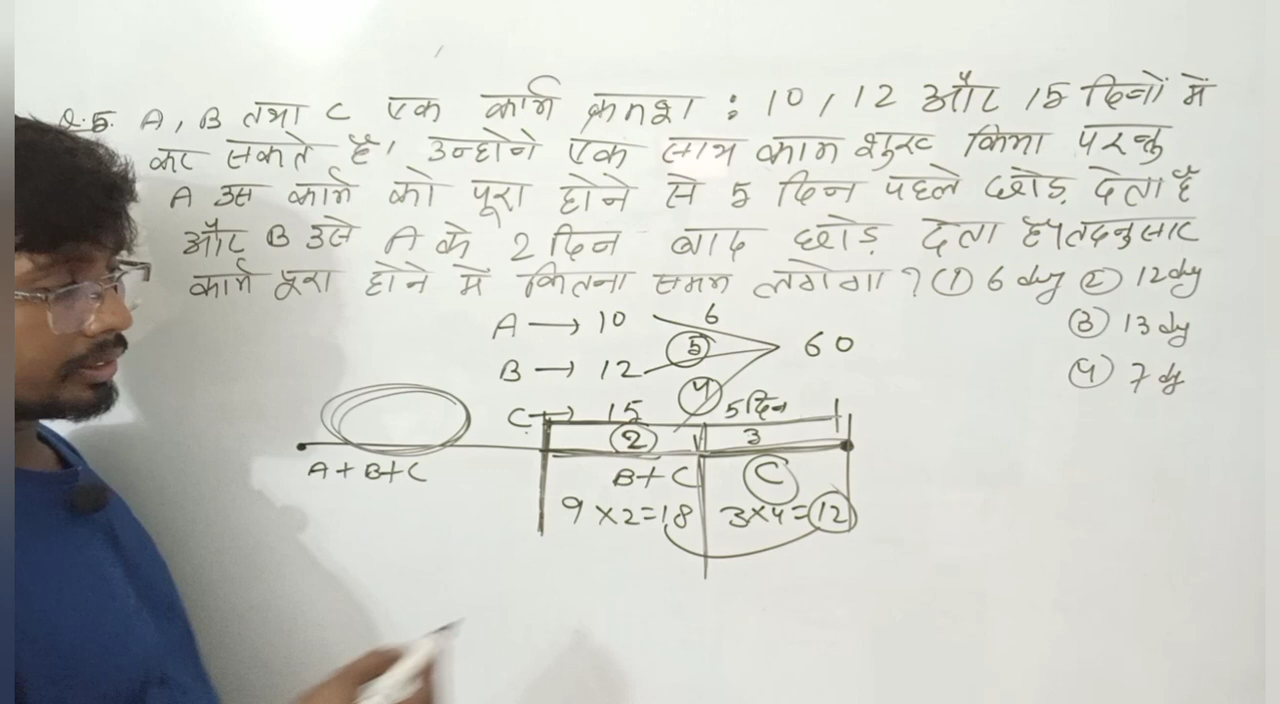 Q.5. A, B तथा C एक कार्य क्रमश: 10, 12 और 15 दिनों में
कर सकते हैं। उन्होने एक साथ काम शुरू किया परन्तु
A उस कार्य को पूरा होने से 5 दिन पहले छोड़ देता है
और B उसे A के 2 दिन बाद छोड़ देता है। तदनुसार
कार्य पूरा होने में कितना समय लगेगा? (1) 6 day (2) 12 day
(3) 13 day
(4) 7 dy
A → 10 6
B → 12 5 60
C → 15 4 5 दिन
2 3
A + B + C B + C C
9 × 2 = 18 3 × 4 = 12